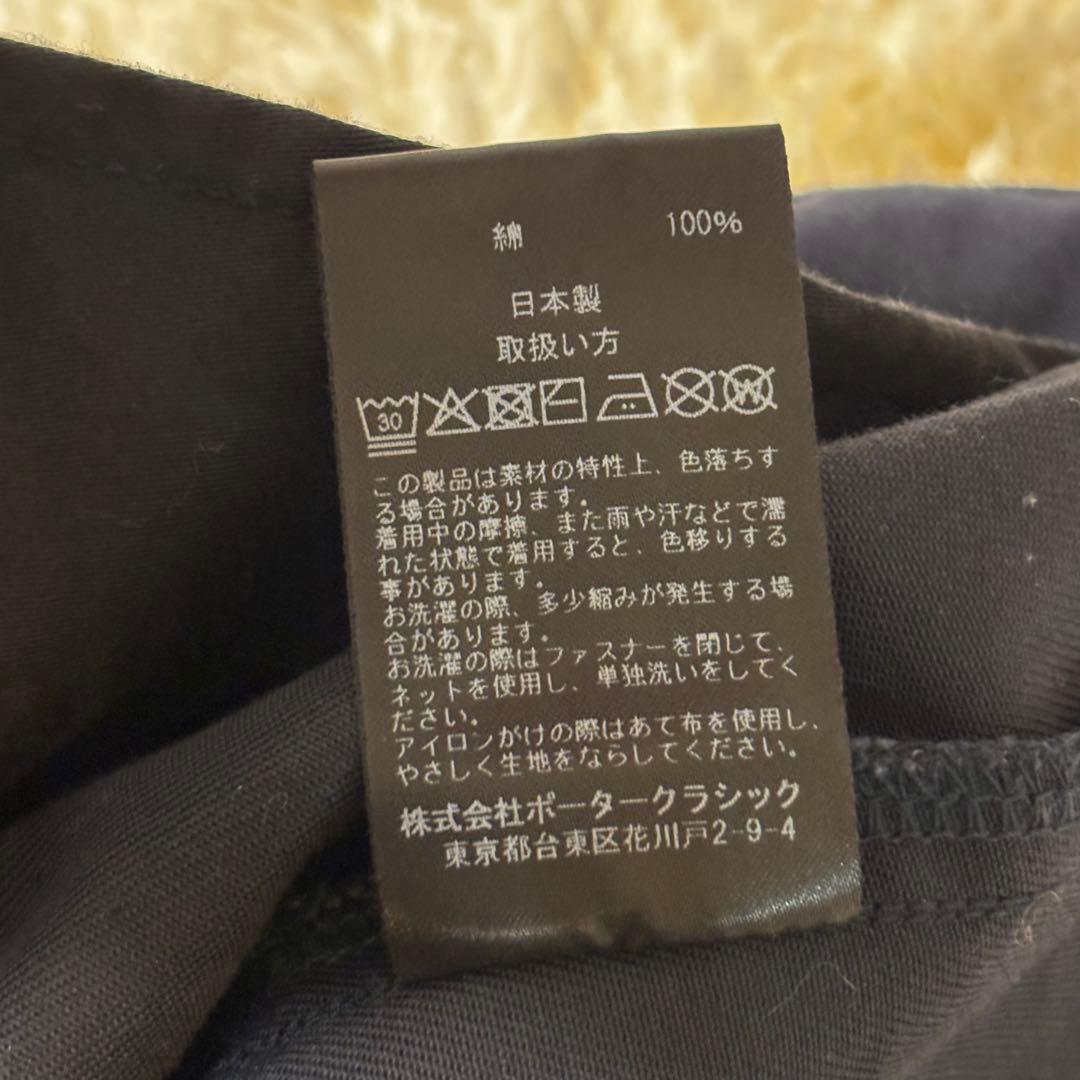 綿 100%
日本製
取扱い方
30
W
この製品は素材の特性上、色落ちす
る場合があります。
着用中の摩擦、また雨や汗などで濡
れた状態で着用すると、色移りする
事があります。
お洗濯の際、多少縮みが発生する場
合があります。
お洗濯の際はファスナーを閉じて、
ネットを使用し、単独洗いをしてく
ださい。
アイロンがけの際はあて布を使用し、
やさしく生地をならしてください。
株式会社ポータークラシック
東京都台東区花川戸2-9-4